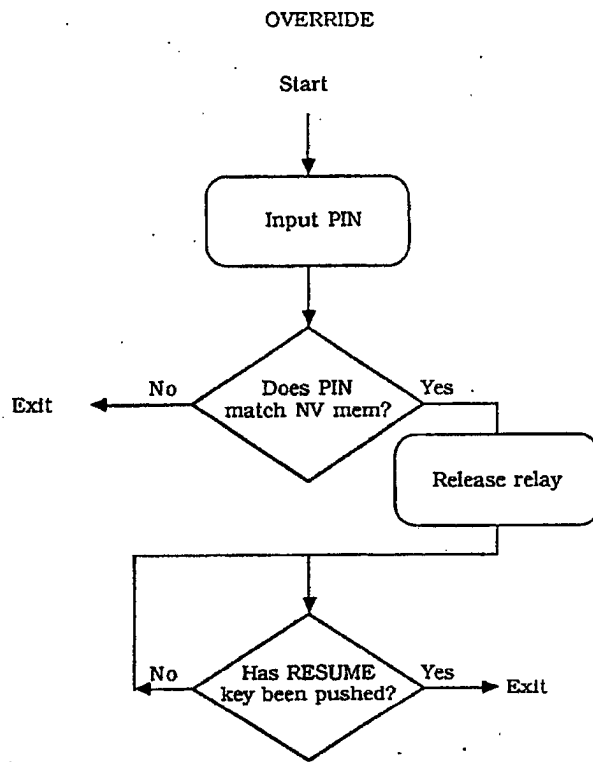 OVERRIDE
Start
Input PIN
Does PIN
match NV mem?
No
Yes
Exit
Release relay
Has RESUME
key been pushed?
No
Yes
Exit